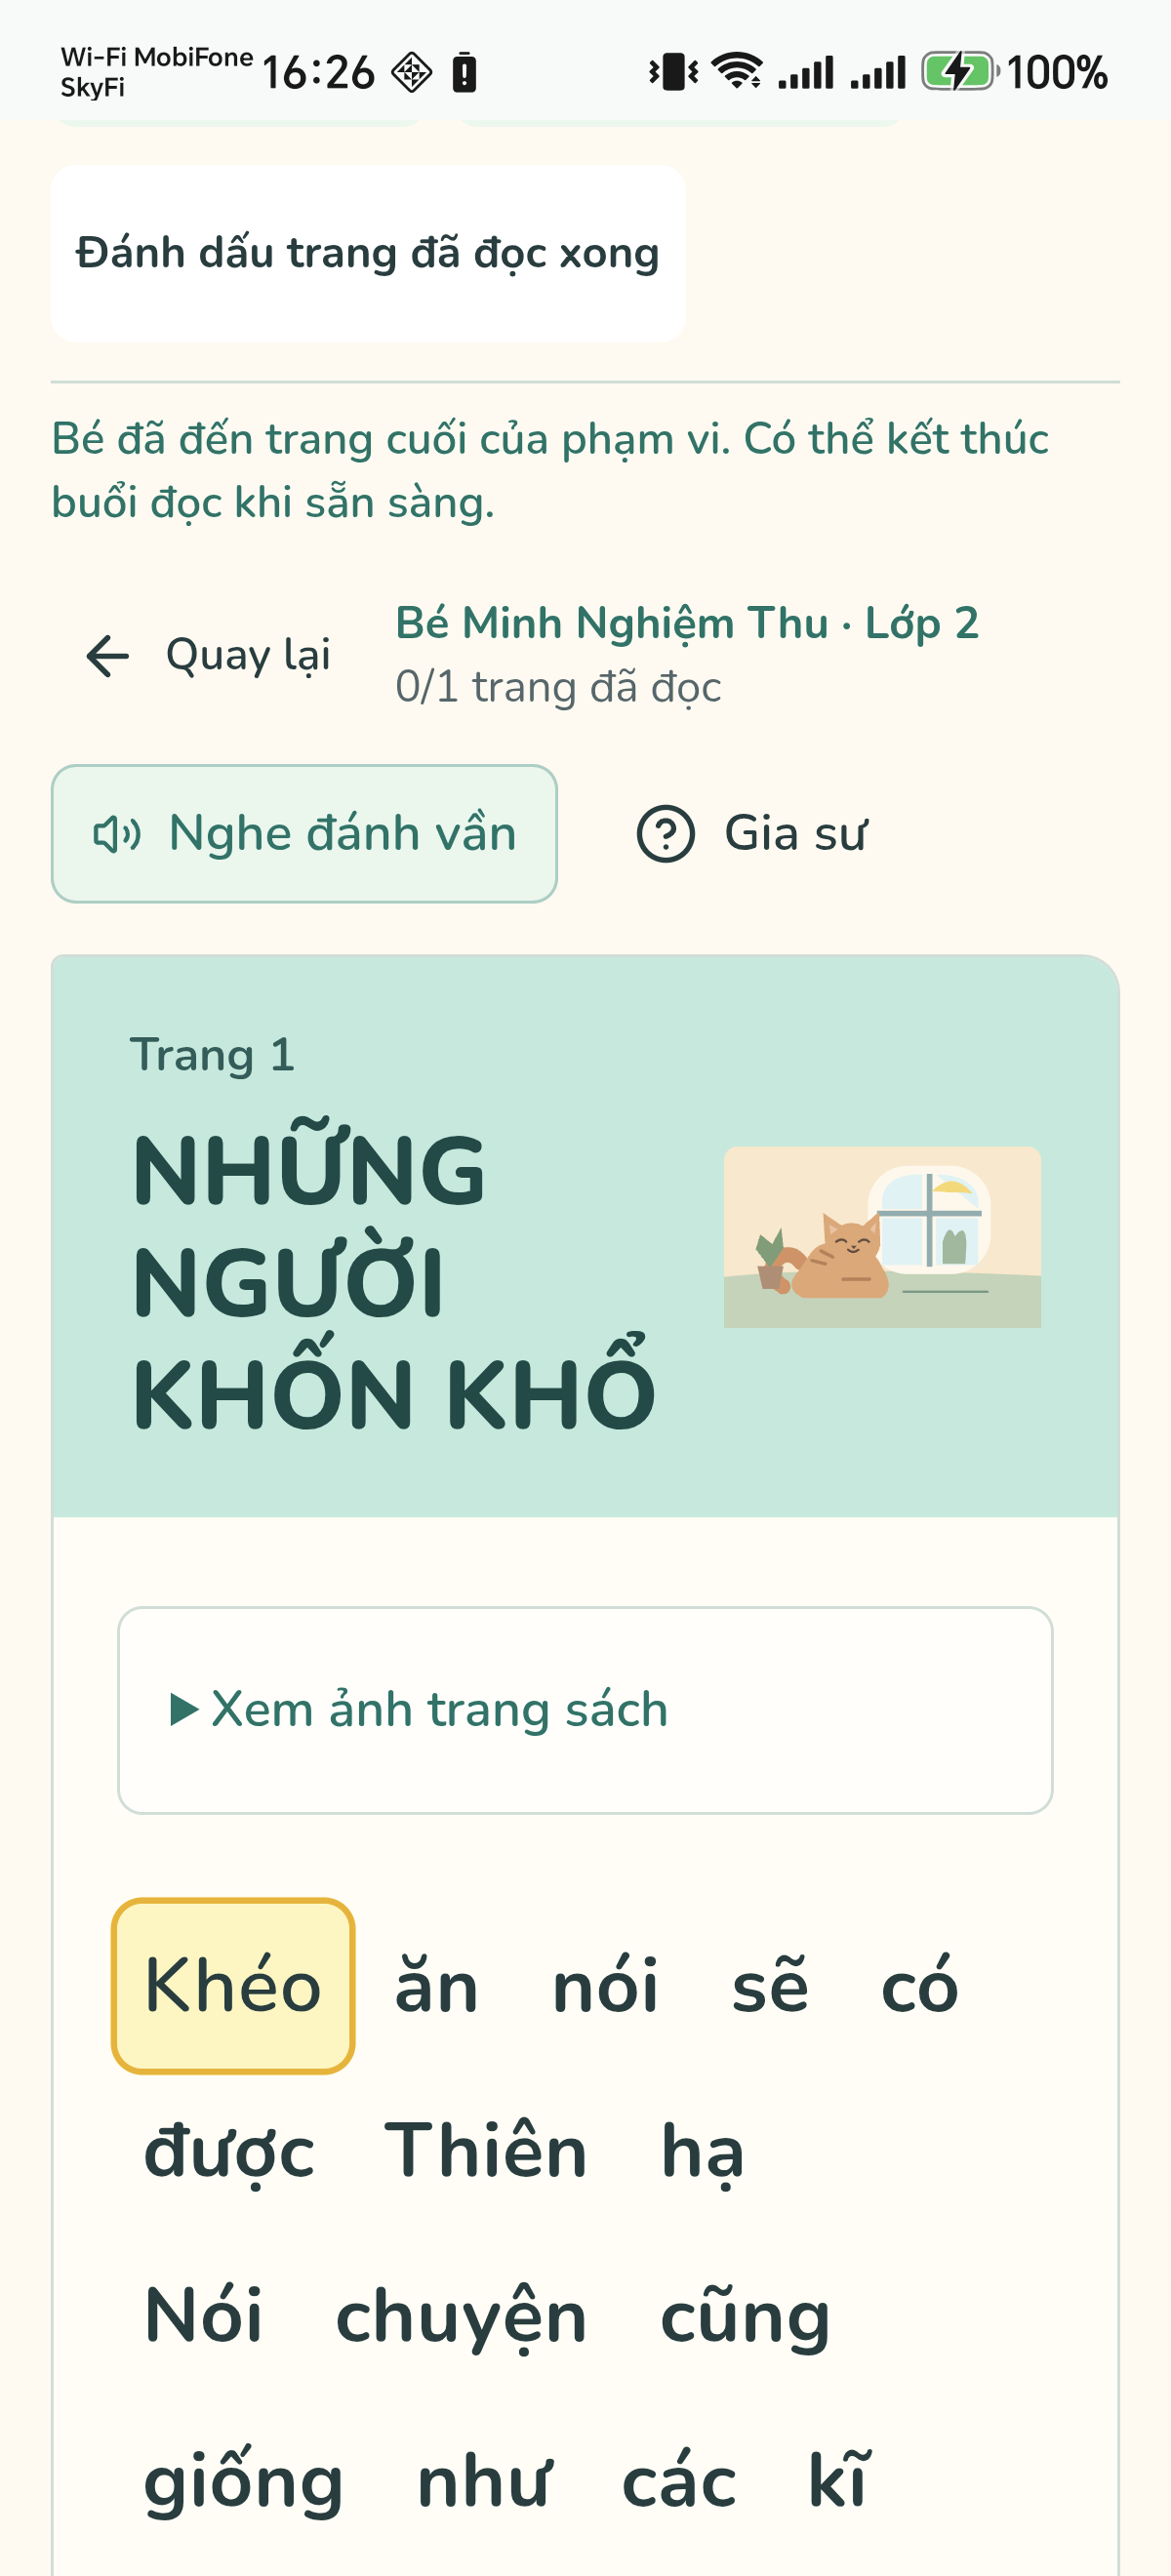 Wi-Fi MobiFone
SkyFi
16:26
100%
Đánh dấu trang đã đọc xong
Bé đã đến trang cuối của phạm vi. Có thể kết thúc
buổi đọc khi sẵn sàng.
Quay lại
Bé Minh Nghiệm Thu · Lớp 2
0/1 trang đã đọc
Nghe đánh vần
Gia sư
Trang 1
NHỮNG
NGƯỜI
KHỐN KHỔ
Xem ảnh trang sách
Khéo ăn nói sẽ có
được Thiên hạ
Nói chuyện cũng
giống như các kĩ